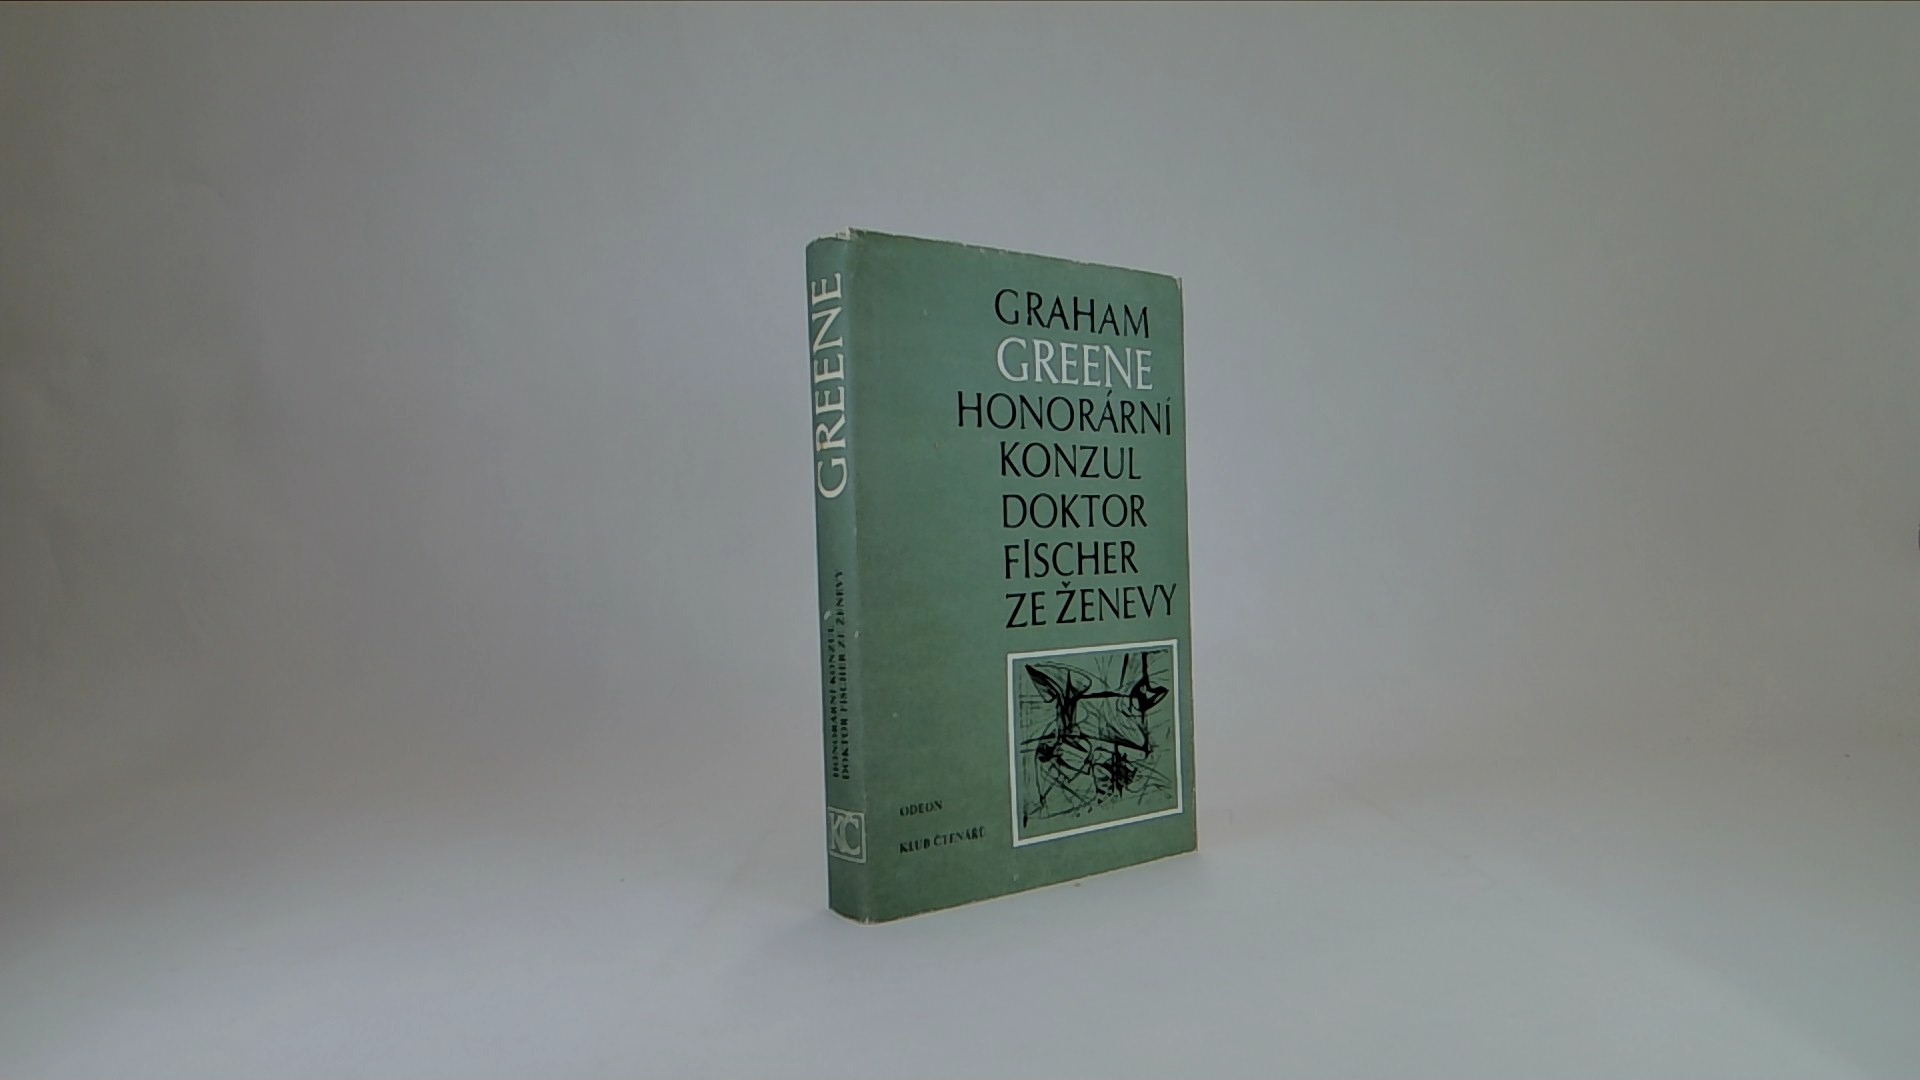 GREENE
HONORÁRNÍ KONZUL
DOKTOR FISCHER ZE ŽENEVY
KČ
GRAHAM
GREENE
HONORÁRNÍ
KONZUL
DOKTOR
FISCHER
ZE ŽENEVY
ODEON
KLUB ČTENÁŘŮ